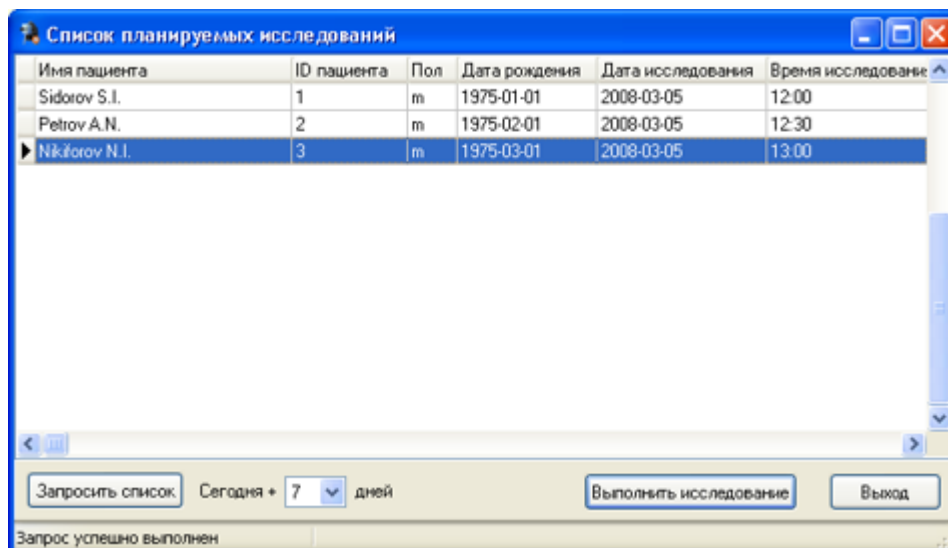 Список планируемых исследований
Имя пациента ID пациента Пол Дата рождения Дата исследования Время исследование
Sidorov S.I. 1 m 1975-01-01 2008-03-05 12:00
Petrov A.N. 2 m 1975-02-01 2008-03-05 12:30
Nikiforov N.I. 3 m 1975-03-01 2008-03-05 13:00
Запросить список Сегодня + 7 дней Выполнить исследование Выход
Запрос успешно выполнен